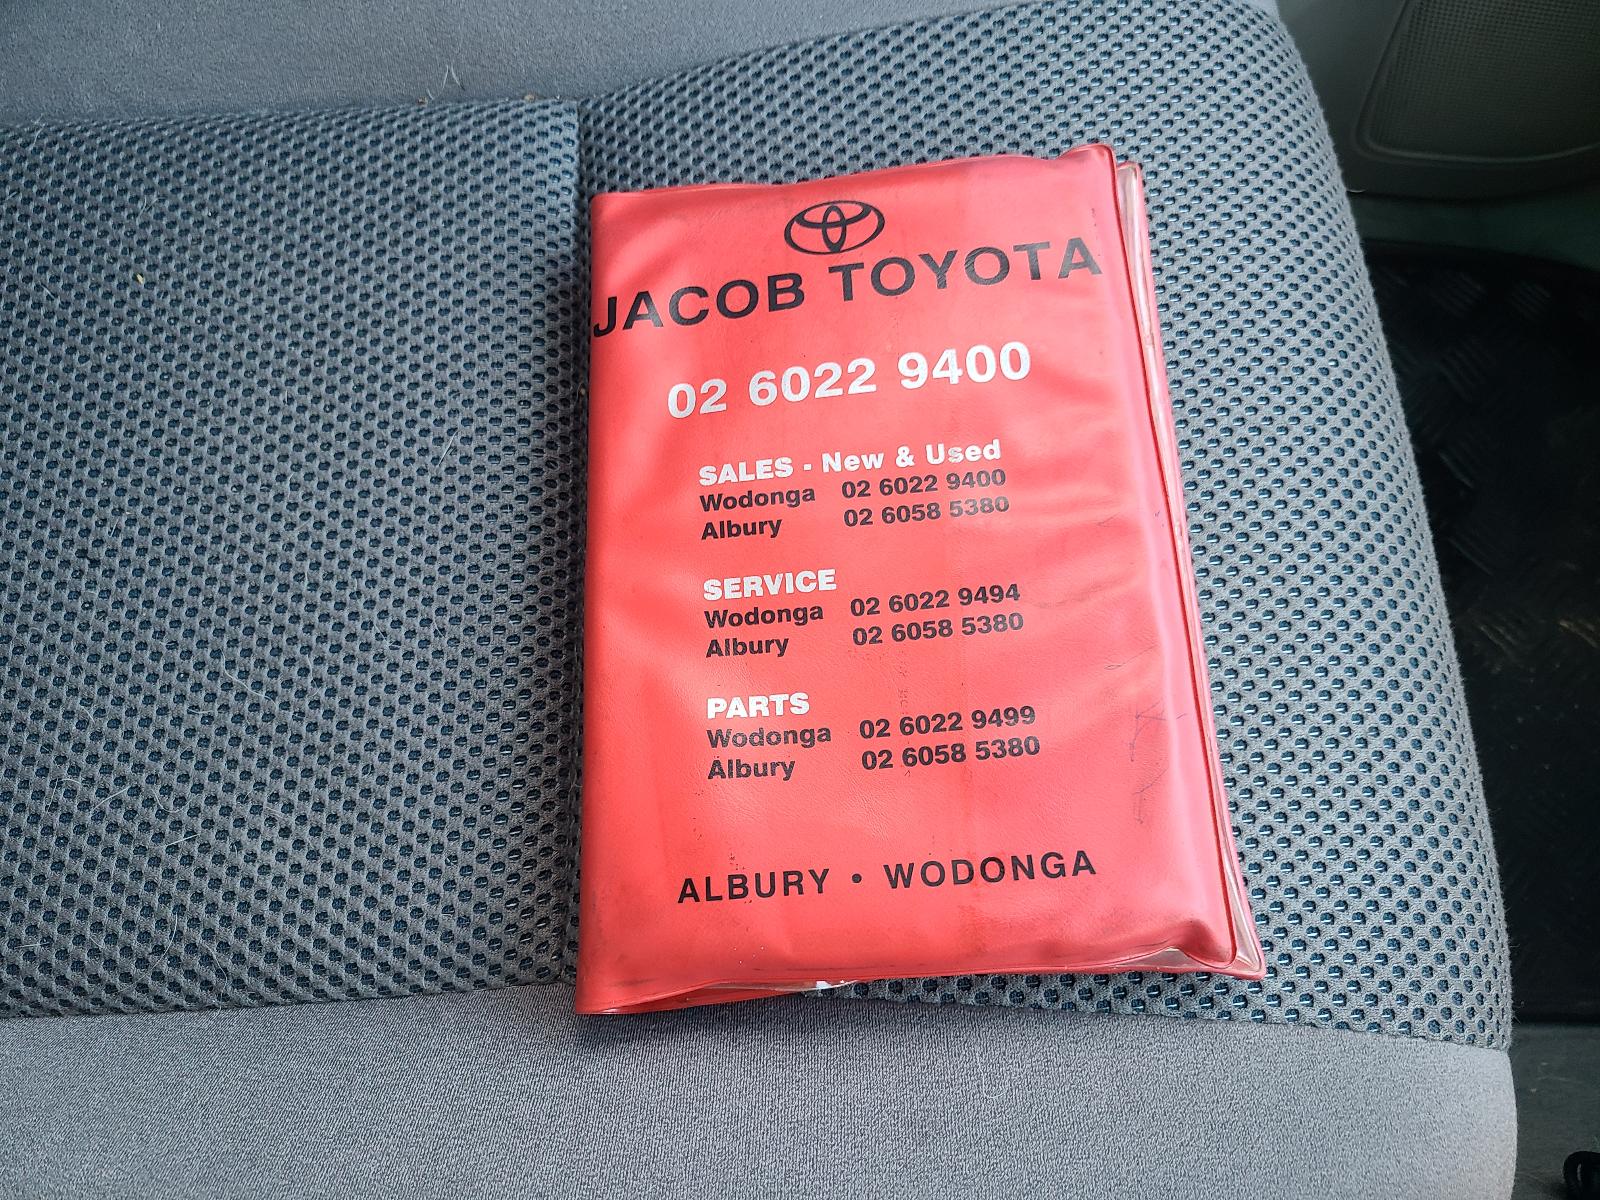 JACOB TOYOTA
02 6022 9400
SALES - New & Used
Wodonga 02 6022 9400
Albury 02 6058 5380
SERVICE
Wodonga 02 6022 9494
Albury 02 6058 5380
PARTS
Wodonga 02 6022 9499
Albury 02 6058 5380
ALBURY • WODONGA